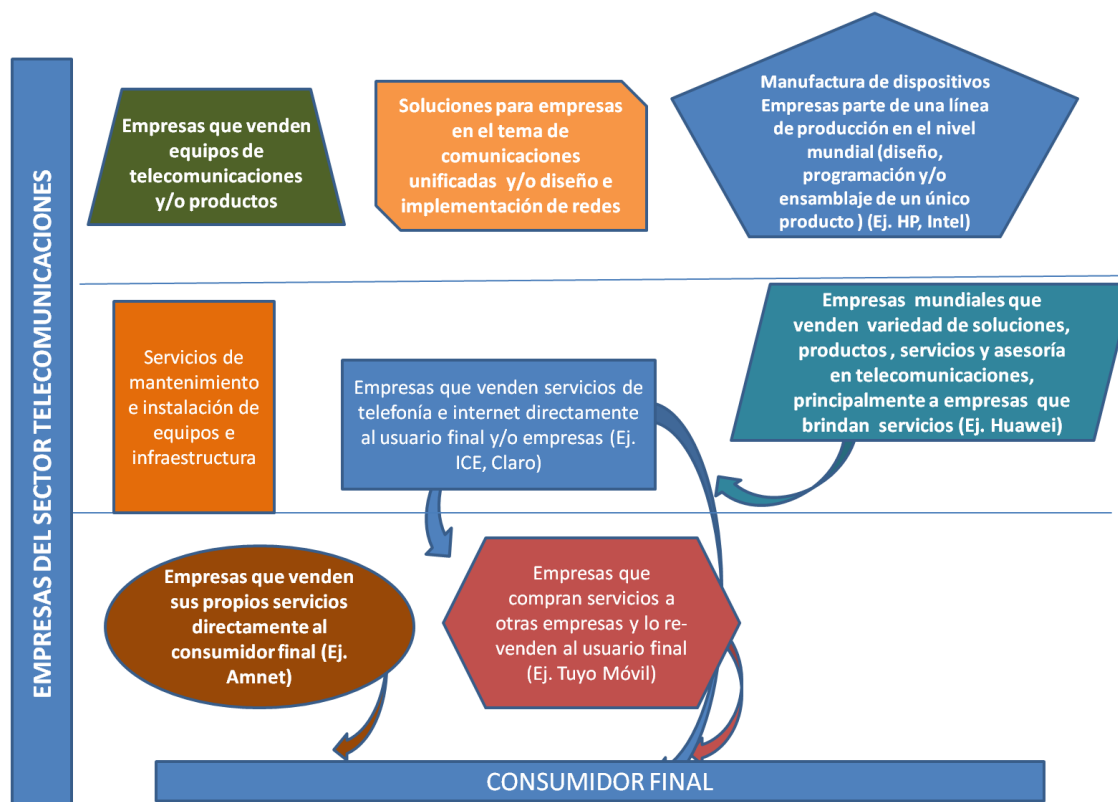 EMPRESAS DEL SECTOR TELECOMUNICACIONES
Empresas que venden
equipos de
telecomunicaciones
y/o productos
Soluciones para empresas
en el tema de
comunicaciones
unificadas y/o diseño e
implementación de redes
Manufactura de dispositivos
Empresas parte de una línea
de producción en el nivel
mundial (diseño,
programación y/o
ensamblaje de un único
producto ) (Ej. HP, Intel)
Servicios de
mantenimiento
e instalación de
equipos e
infraestructura
Empresas que venden servicios de
telefonía e internet directamente
al usuario final y/o empresas (Ej.
ICE, Claro)
Empresas mundiales que
venden variedad de soluciones,
productos , servicios y asesoría
en telecomunicaciones,
principalmente a empresas que
brindan servicios (Ej. Huawei)
Empresas que venden
sus propios servicios
directamente al
consumidor final (Ej.
Amnet)
Empresas que
compran servicios a
otras empresas y lo re-
venden al usuario final
(Ej. Tuyo Móvil)
CONSUMIDOR FINAL